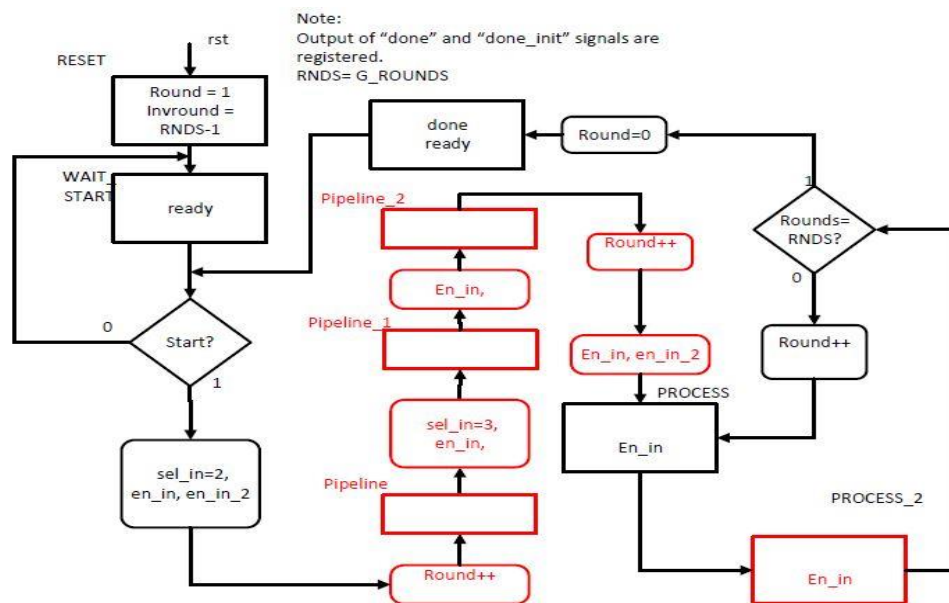 Note:
Output of "done" and "done_init" signals are
registered.
RNDS= G_ROUNDS
rst
RESET
Round = 1
Invround =
RNDS-1
WAIT_
START
ready
done
ready
Round=0
1
Rounds=
RNDS?
0
Round++
Pipeline_2
Round++
En_in,
Pipeline_1
En_in, en_in_2
PROCESS
En_in
0
Start?
1
sel_in=3,
en_in,
sel_in=2,
en_in, en_in_2
Pipeline
Round++
PROCESS_2
En_in